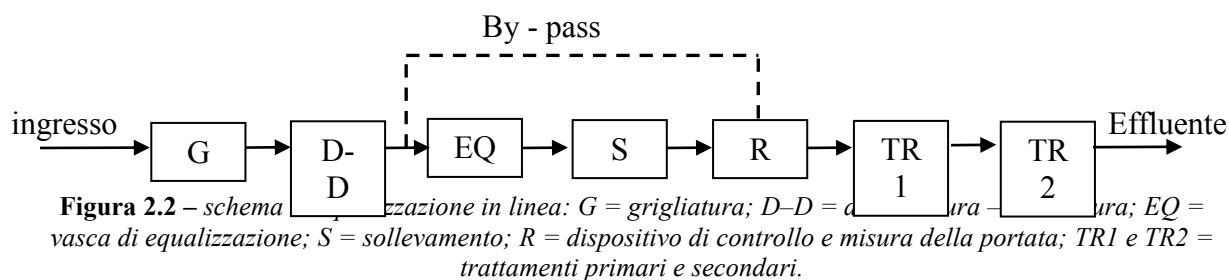 By - pass
ingresso
G
D-
D
EQ
S
R
TR
1
TR
2
Effluente
Figura 2.2 – schema zzazione in linea: G = grigliatura; D–D = d ura – ura; EQ =
vasca di equalizzazione; S = sollevamento; R = dispositivo di controllo e misura della portata; TR1 e TR2 =
trattamenti primari e secondari.